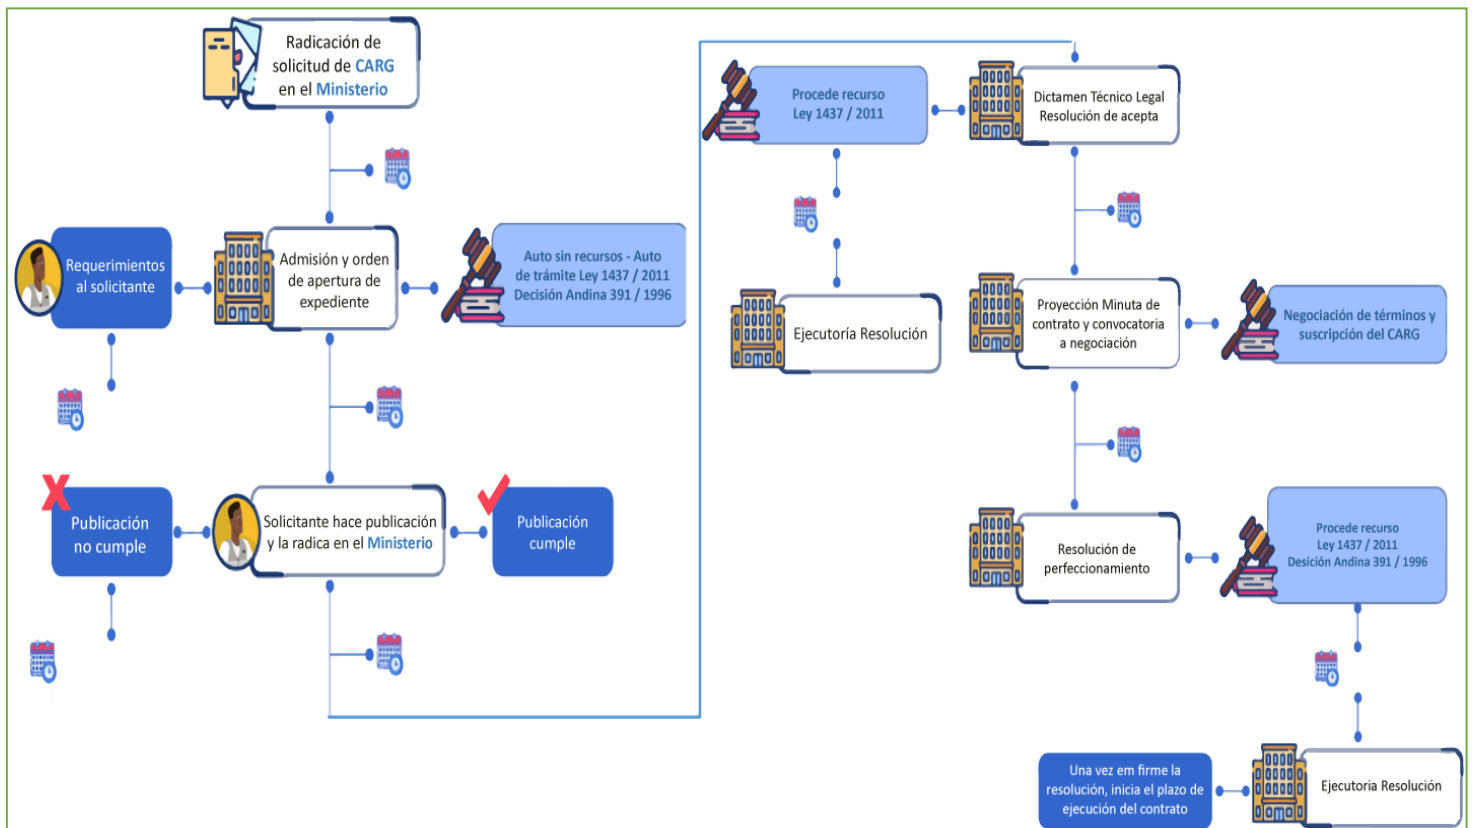 Radicación de
solicitud de CARG
en el Ministerio
Requerimientos
al solicitante
Admisión y orden
de apertura de
expediente
Auto sin recursos - Auto
de trámite Ley 1437 / 2011
Decisión Andina 391 / 1996
Publicación
no cumple
Solicitante hace publicación
y la radica en el Ministerio
Publicación
cumple
Procede recurso
Ley 1437 / 2011
Dictamen Técnico Legal
Resolución de acepta
Ejecutoría Resolución
Proyección Minuta de
contrato y convocatoria
a negociación
Negociación de términos y
suscripción del CARG
Resolución de
perfeccionamiento
Procede recurso
Ley 1437 / 2011
Desición Andina 391 / 1996
Una vez em firme la
resolución, inicia el plazo de
ejecución del contrato
Ejecutoria Resolución